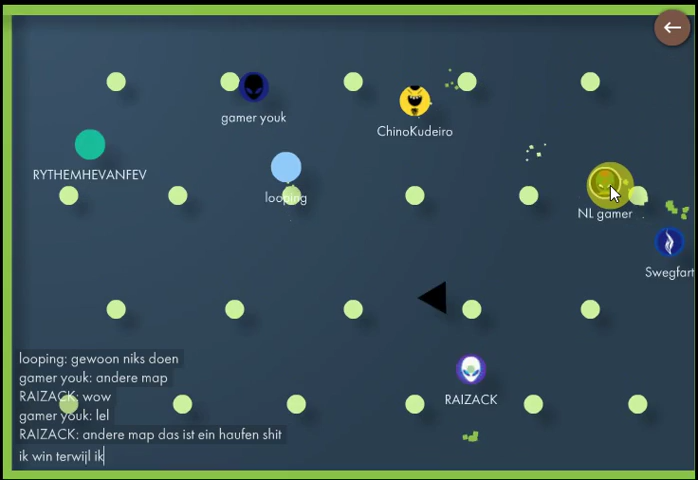 gamer youk
ChinoKudeiro
RYTHEMHEVANFEV
looping
NL gamer
Swegfart
RAIZACK
looping: gewoon niks doen
gamer youk: andere map
RAIZACK: wow
gamer youk: lel
RAIZACK: andere map das ist ein haufen shit
ik win terwijl ik